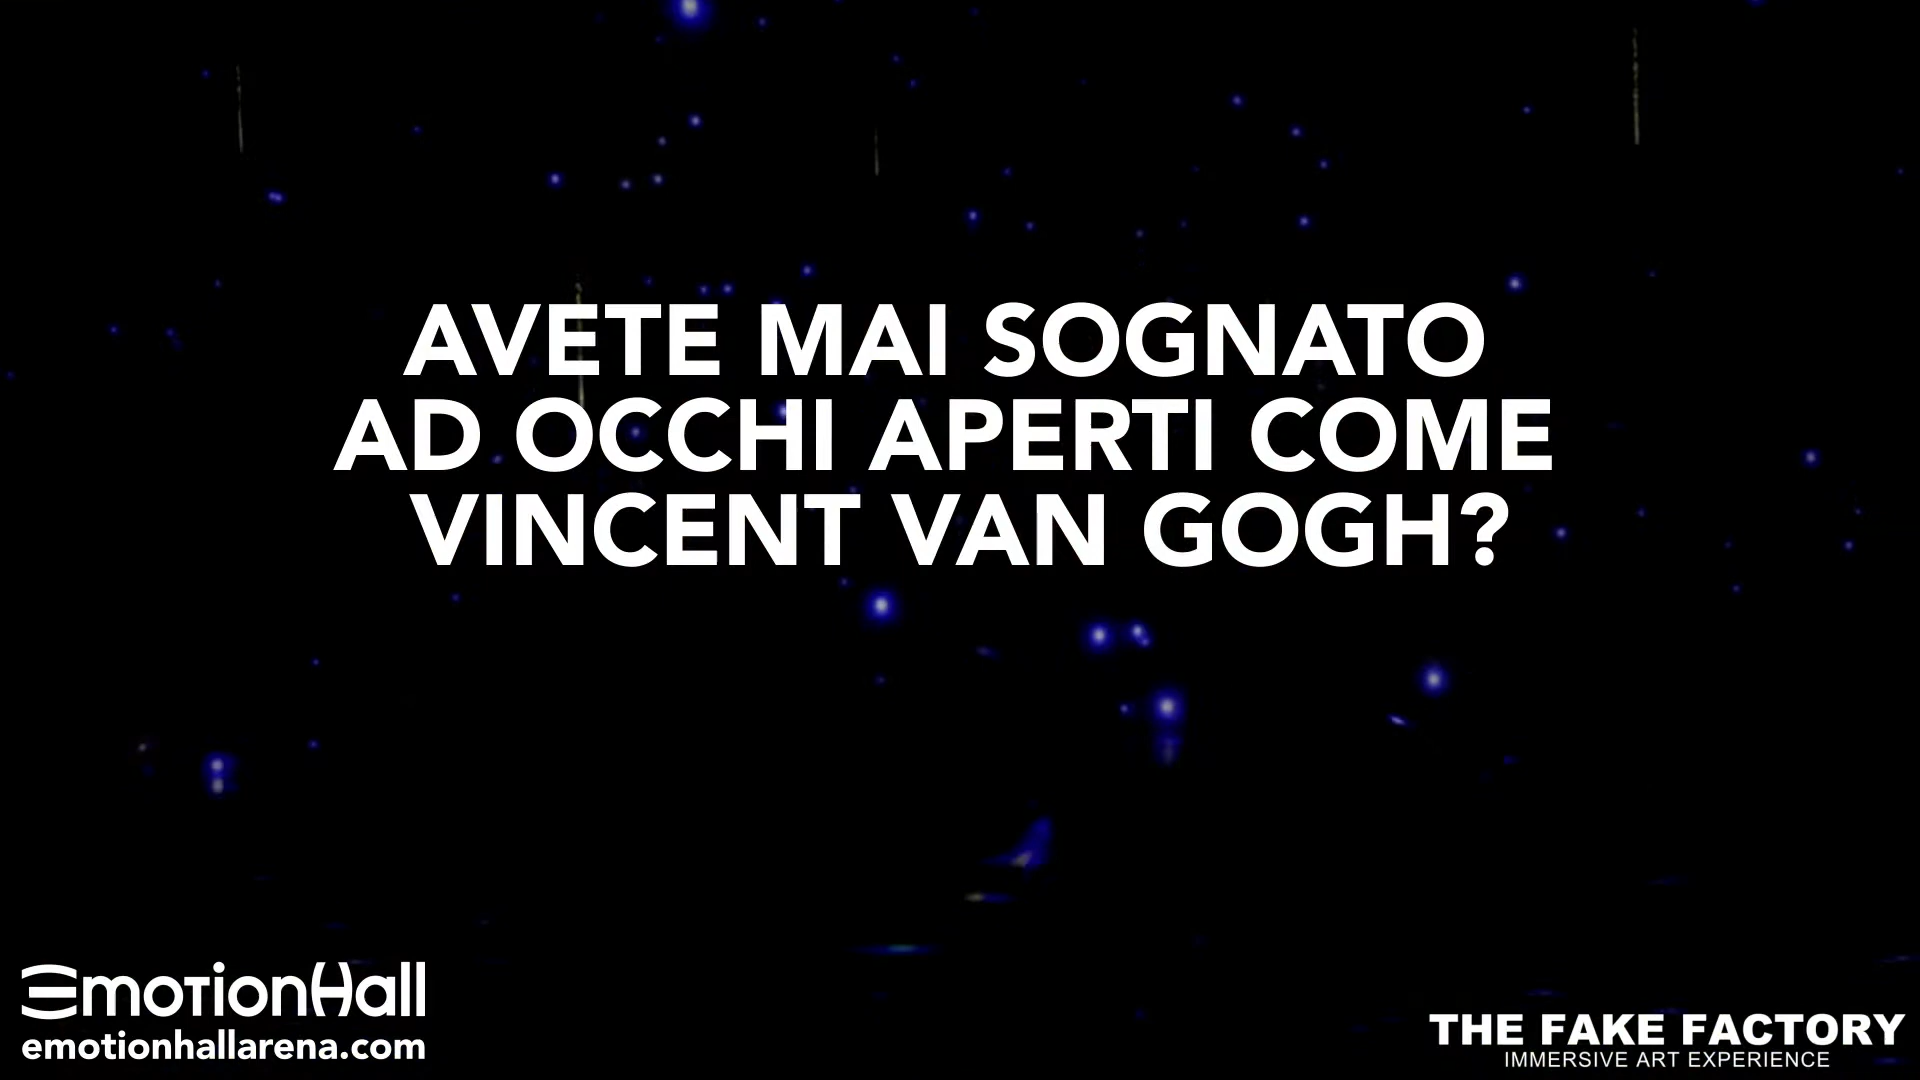 AVETE MAI SOGNATO
AD OCCHI APERTI COME
VINCENT VAN GOGH?
EmotionHall
emotionhallarena.com
THE FAKE FACTORY
IMMERSIVE ART EXPERIENCE